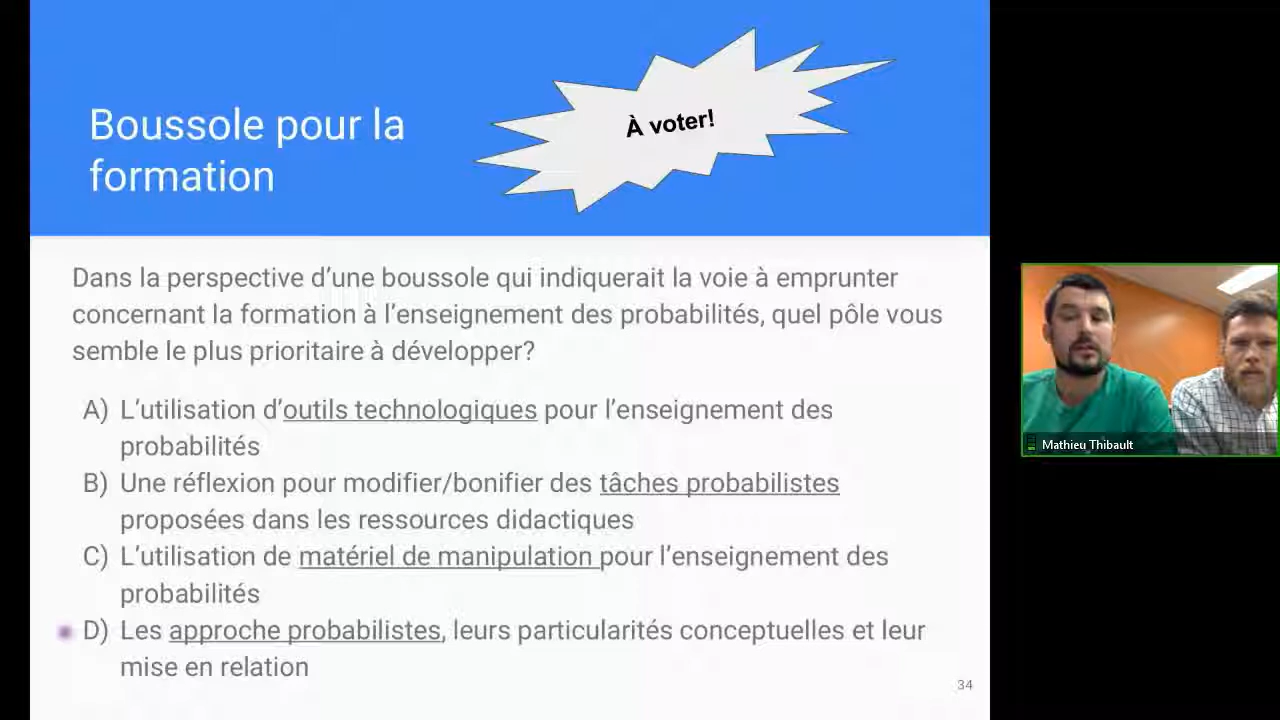 Boussole pour la
formation
À voter!
Dans la perspective d’une boussole qui indiquerait la voie à emprunter
concernant la formation à l’enseignement des probabilités, quel pôle vous
semble le plus prioritaire à développer?
A) L’utilisation d’outils technologiques pour l’enseignement des
probabilités
B) Une réflexion pour modifier/bonifier des tâches probabilistes
proposées dans les ressources didactiques
C) L’utilisation de matériel de manipulation pour l’enseignement des
probabilités
D) Les approche probabilistes, leurs particularités conceptuelles et leur
mise en relation
34
Mathieu Thibault